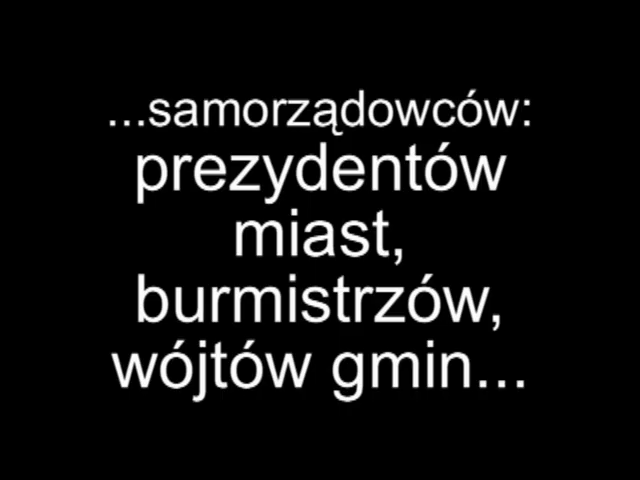 ...samorządowców:
prezydentów
miast,
burmistrzów,
wójtów gmin...